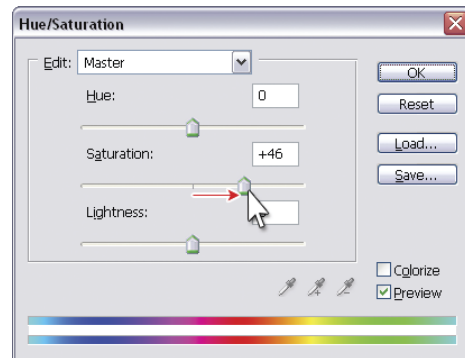 Hue/Saturation
Edit: Master
Hue: 0
Saturation: +46
Lightness:
OK
Reset
Load...
Save...
Colorize
Preview